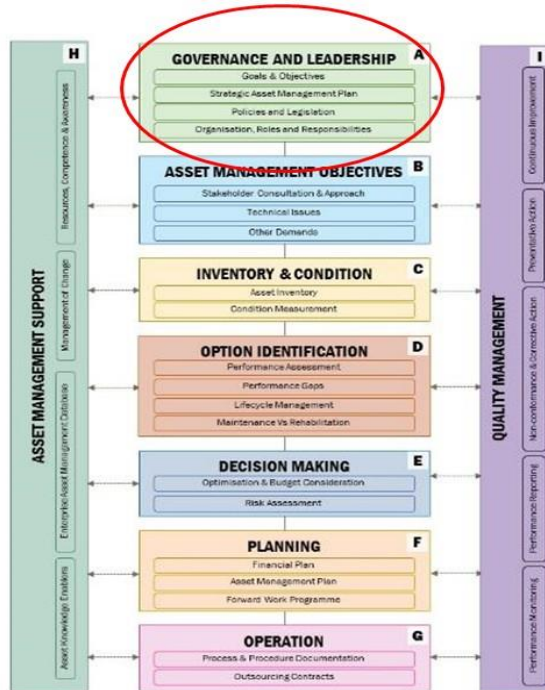 H
ASSET MANAGEMENT SUPPORT
Resources, Competence & Awareness
Management of Change
Enterprise Asset Management Database
Asset Knowledge Enablers
GOVERNANCE AND LEADERSHIP
A
Goals & Objectives
Strategic Asset Management Plan
Policies and Legislation
Organisation, Roles and Responsibilities
ASSET MANAGEMENT OBJECTIVES
B
Stakeholder Consultation & Approach
Technical Issues
Other Demands
INVENTORY & CONDITION
C
Asset Inventory
Condition Measurement
OPTION IDENTIFICATION
D
Performance Assessment
Performance Gaps
Lifecycle Management
Maintenance Vs Rehabilitation
DECISION MAKING
E
Optimisation & Budget Consideration
Risk Assessment
PLANNING
F
Financial Plan
Asset Management Plan
Forward Work Programme
OPERATION
G
Process & Procedure Documentation
Outsourcing Contracts
I
QUALITY MANAGEMENT
Continuous Improvement
Preventative Action
Non-conformance & Corrective Action
Performance Reporting
Performance Monitoring